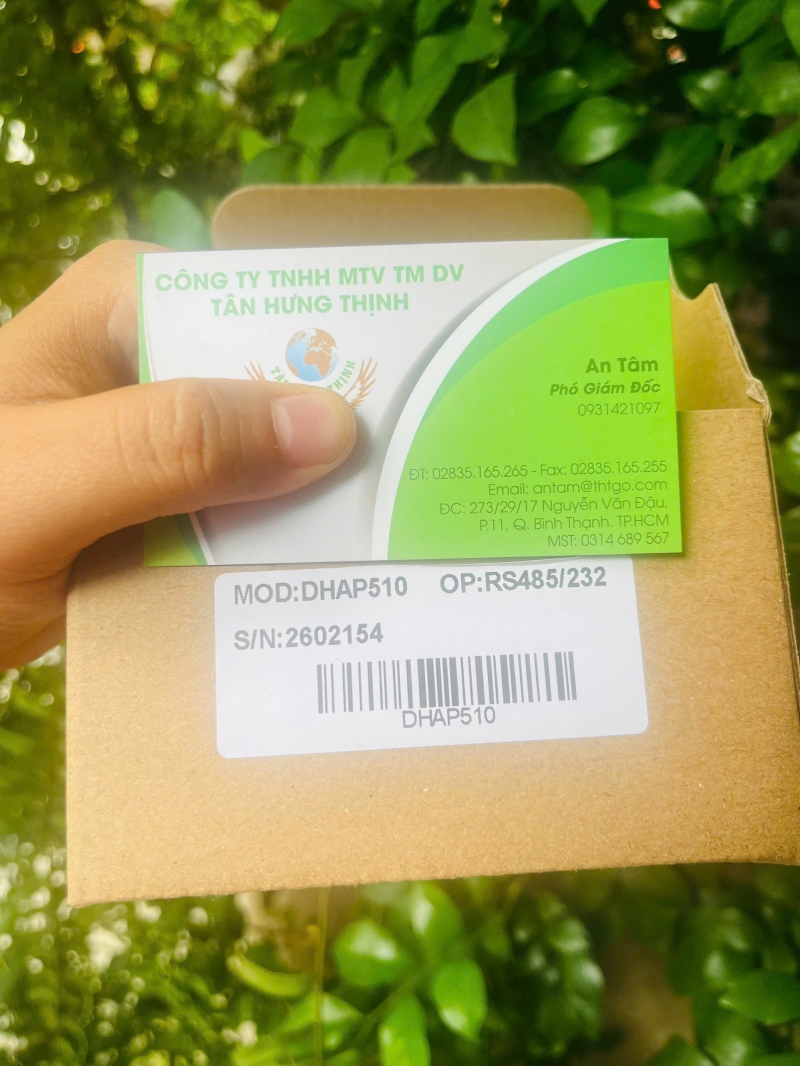 CÔNG TY TNHH MTV TM DV
TÂN HƯNG THỊNH
An Tâm
Phó Giám Đốc
0931421097
ĐT: 02835.165.265 - Fax: 02835.165.255
Email: antam@thtgo.com
ĐC: 273/29/17 Nguyễn Văn Đậu,
P.11, Q. Bình Thạnh. TP.HCM
MST: 0314 689 567
MOD:DHAP510 OP:RS485/232
S/N:2602154
DHAP510